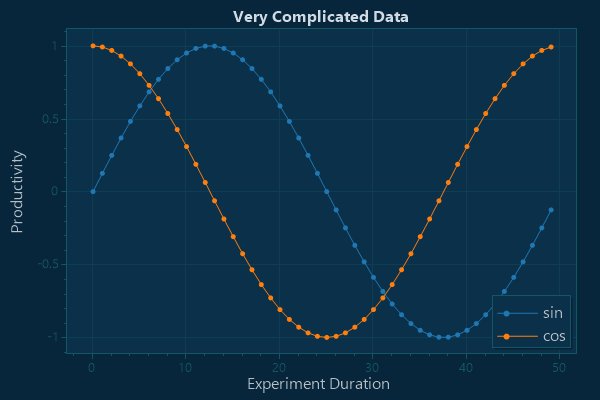 Very Complicated Data
Productivity
1
0.5
0
-0.5
-1
0
10
20
30
40
50
Experiment Duration
sin
cos